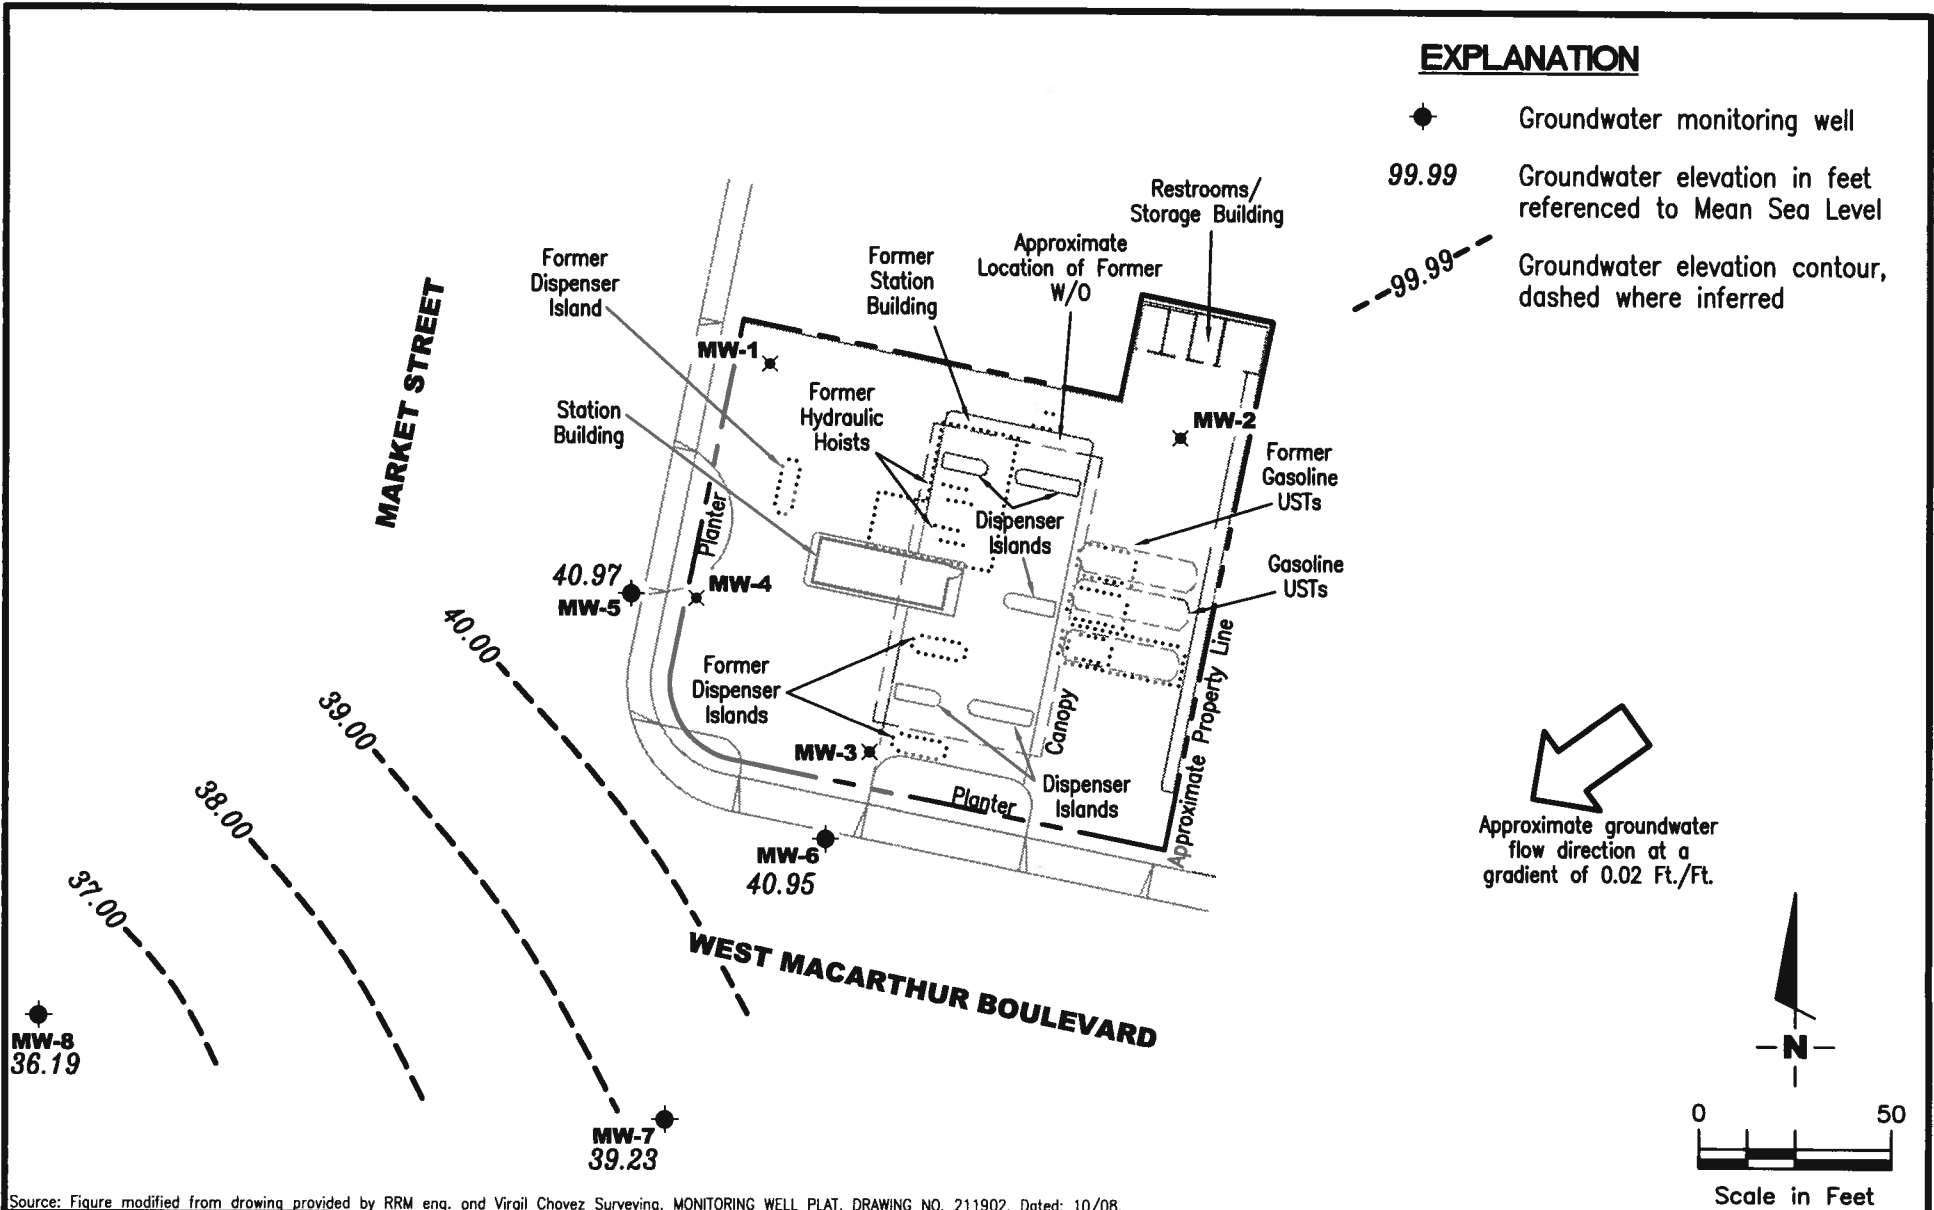 EXPLANATION
Groundwater monitoring well
99.99
Groundwater elevation in feet
referenced to Mean Sea Level
99.99
Groundwater elevation contour,
dashed where inferred
Restrooms/
Storage Building
Approximate
Location of Former
W/O
Former
Station
Building
Former
Dispenser
Island
MARKET STREET
MW-1
Former
Hydraulic
Hoists
Station
Building
MW-2
Former
Gasoline
USTs
Planter
Dispenser
Islands
Gasoline
USTs
40.97
MW-5
MW-4
40.00
Former
Dispenser
Islands
39.00
MW-3
Canopy
Approximate Property Line
Dispenser
Islands
Planter
38.00
MW-6
40.95
37.00
Approximate groundwater
flow direction at a
gradient of 0.02 Ft./Ft.
WEST MACARTHUR BOULEVARD
MW-8
36.19
N
MW-7
39.23
0 50
Scale in Feet
Source: Figure modified from drawing provided by RRM eng. and Virgil Chavez Surveying, MONITORING WELL PLAT, DRAWING NO. 211902, Dated: 10/08.